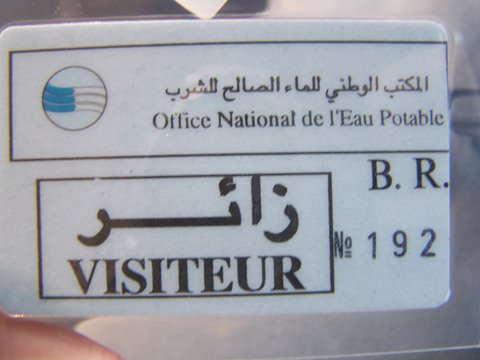 المكتب الوطني للماء الصالح للشرب
Office National de l'Eau Potable
B. R.
زائر
VISITEUR
№ 192